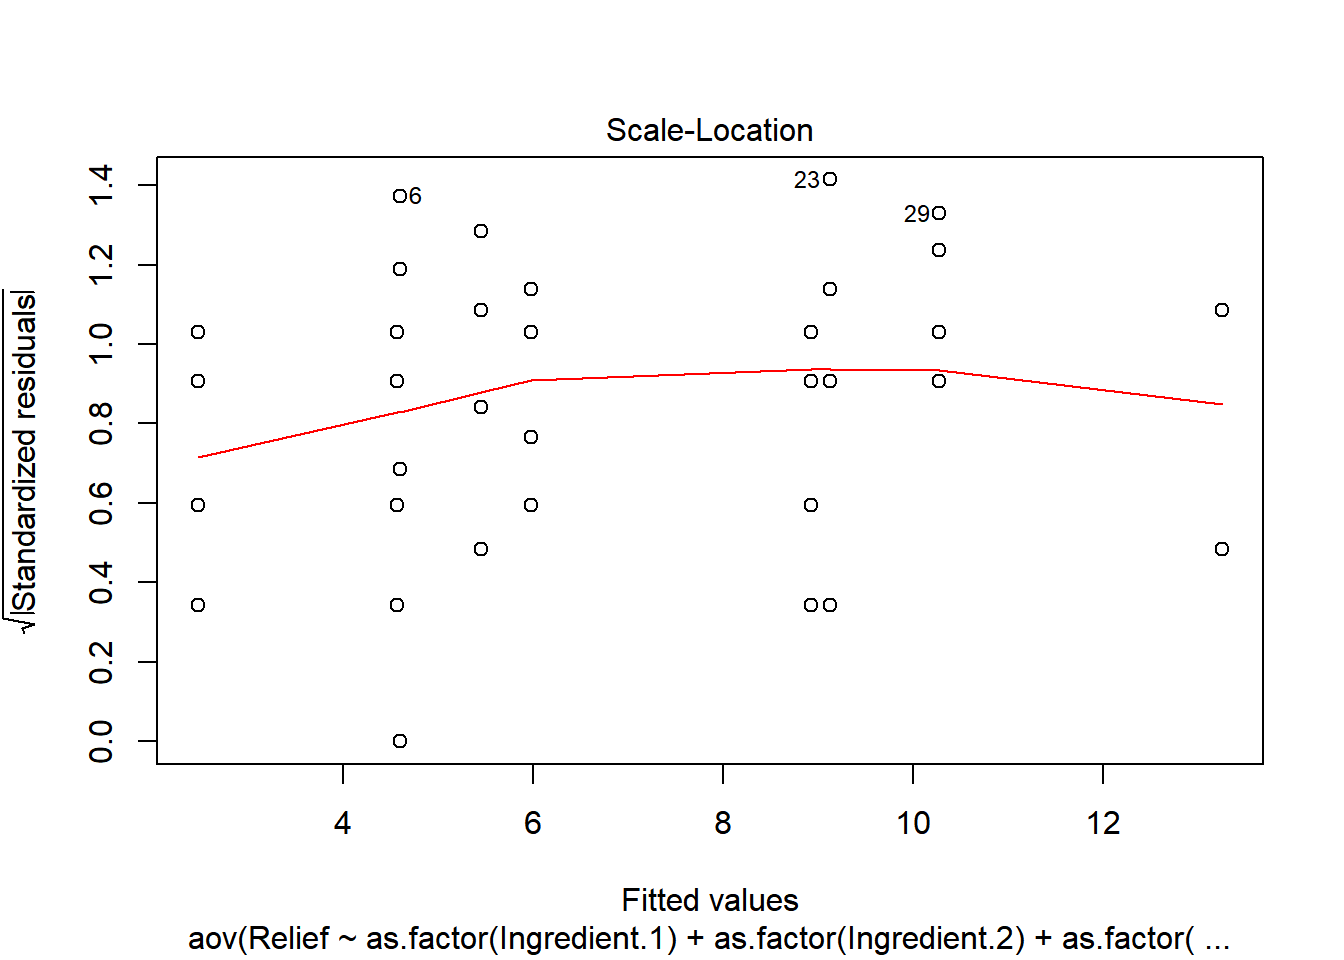 Scale-Location
√|Standardized residuals|
1.4
1.2
1.0
0.8
0.6
0.4
0.2
0.0
6
23
29
4 6 8 10 12
Fitted values
aov(Relief ~ as.factor(Ingredient.1) + as.factor(Ingredient.2) + as.factor( ...